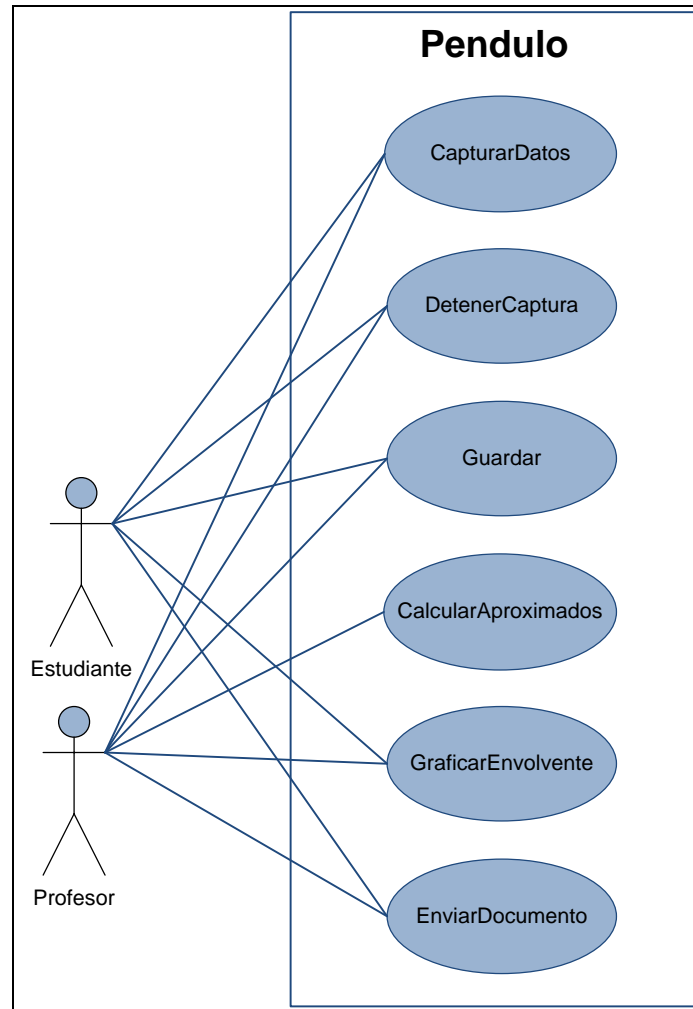 Pendulo
CapturarDatos
DetenerCaptura
Guardar
CalcularAproximados
Estudiante
GraficarEnvolvente
Profesor
EnviarDocumento